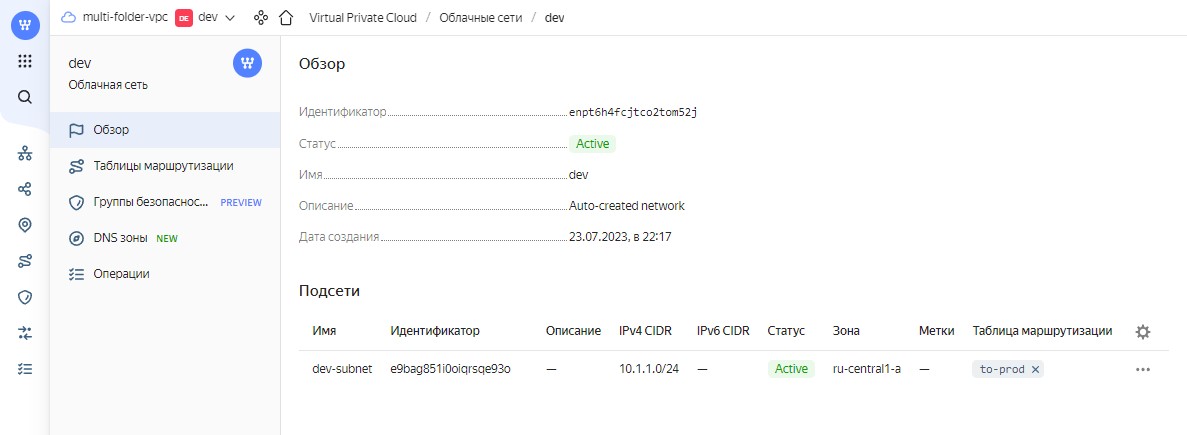 multi-folder-vpc DE dev Virtual Private Cloud / Облачные сети / dev
dev
Облачная сеть
Обзор
Таблицы маршрутизации
Группы безопаснос... PREVIEW
DNS зоны NEW
Операции
Обзор
Идентификатор enpt6h4fcjtco2tom52j
Статус Active
Имя dev
Описание Auto-created network
Дата создания 23.07.2023, в 22:17
Подсети
Имя Идентификатор Описание IPv4 CIDR IPv6 CIDR Статус Зона Метки Таблица маршрутизации
dev-subnet e9bag851i0oiqrsqe93o — 10.1.1.0/24 — Active ru-central1-a — to-prod ×